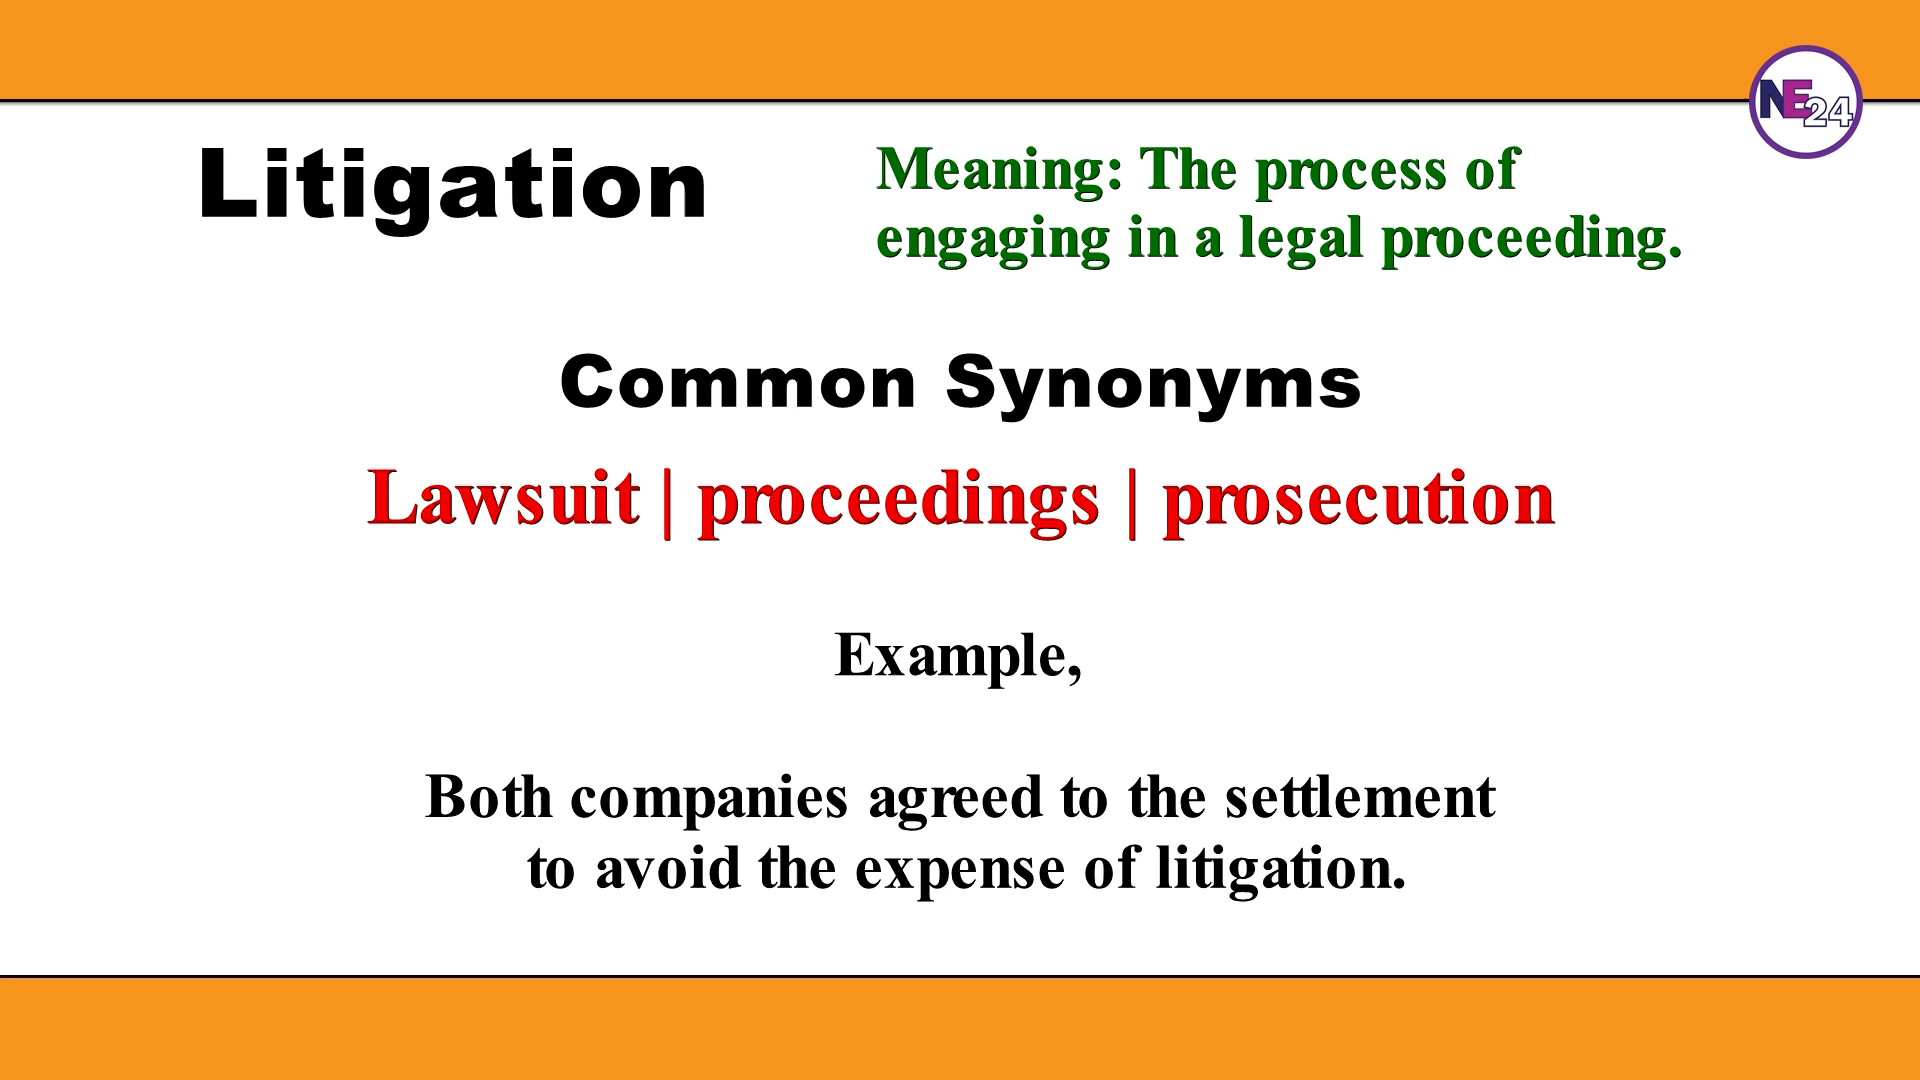 NE24
Litigation
Meaning: The process of
engaging in a legal proceeding.
Common Synonyms
Lawsuit | proceedings | prosecution
Example,
Both companies agreed to the settlement
to avoid the expense of litigation.